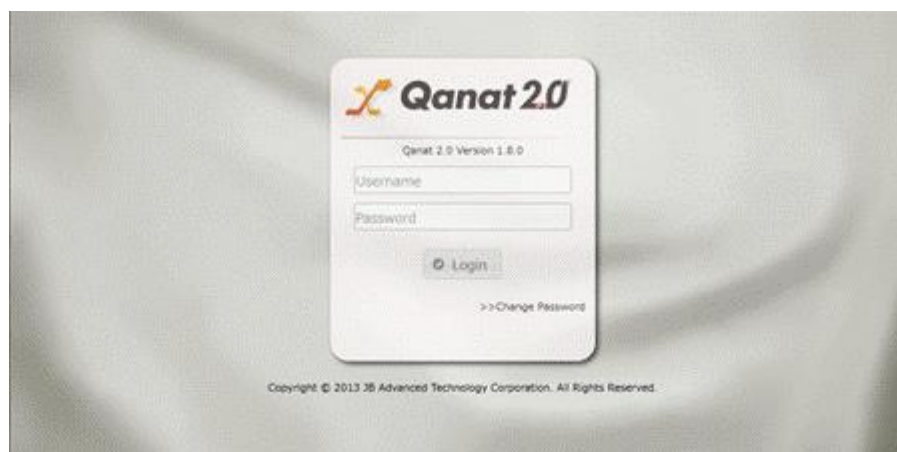 Qanat 2.0
Qanat 2.0 Version 1.8.0
Username
Password
Login
>>Change Password
Copyright © 2013 JB Advanced Technology Corporation. All Rights Reserved.